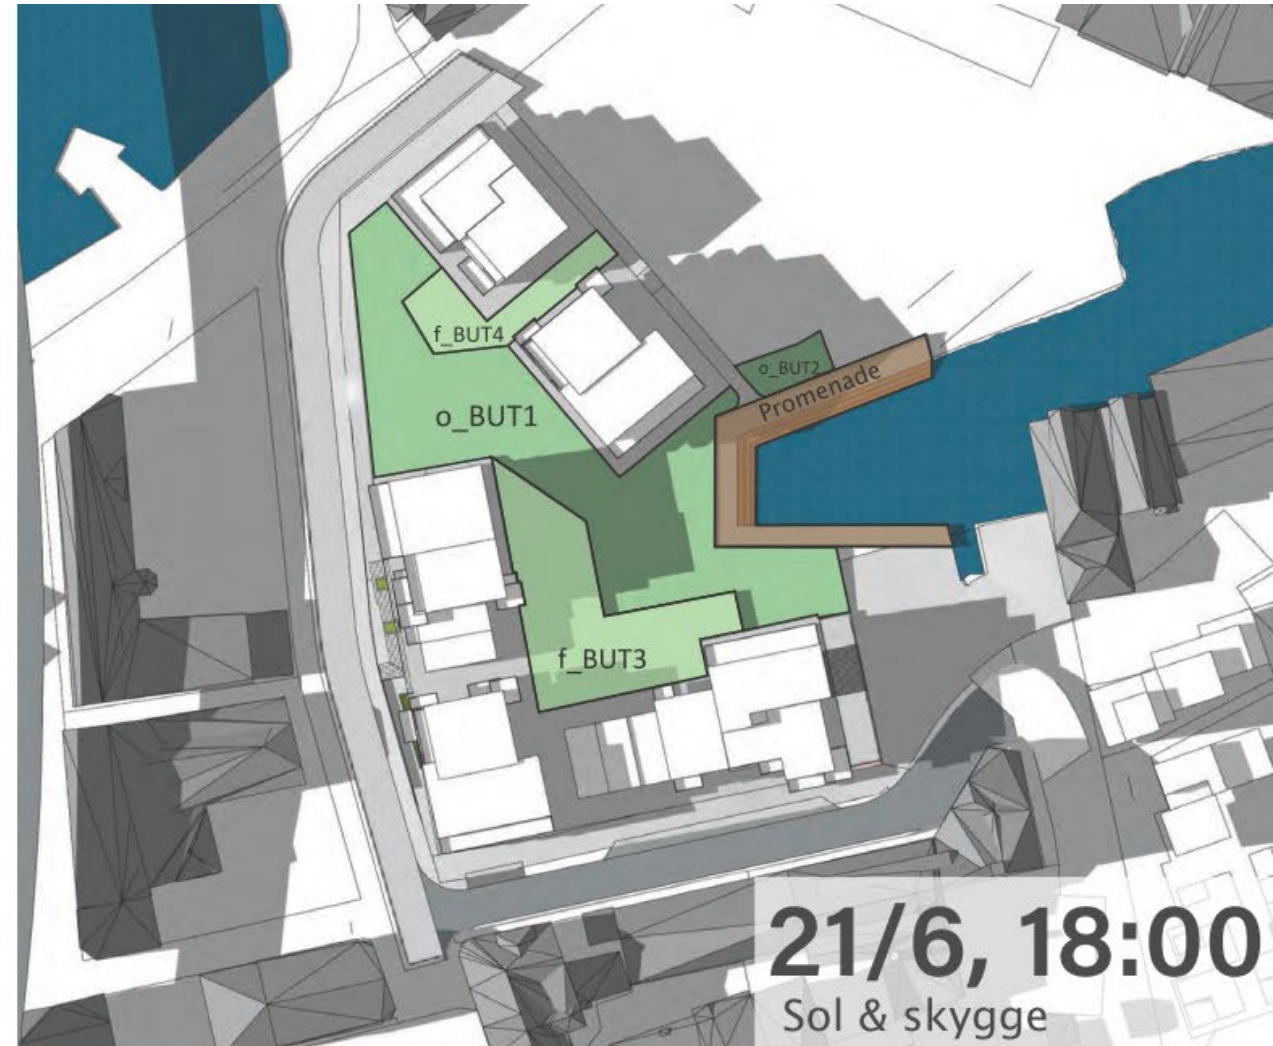 f_BUT4
o_BUT2
Promenade
o_BUT1
f_BUT3
21/6, 18:00
Sol & skygge